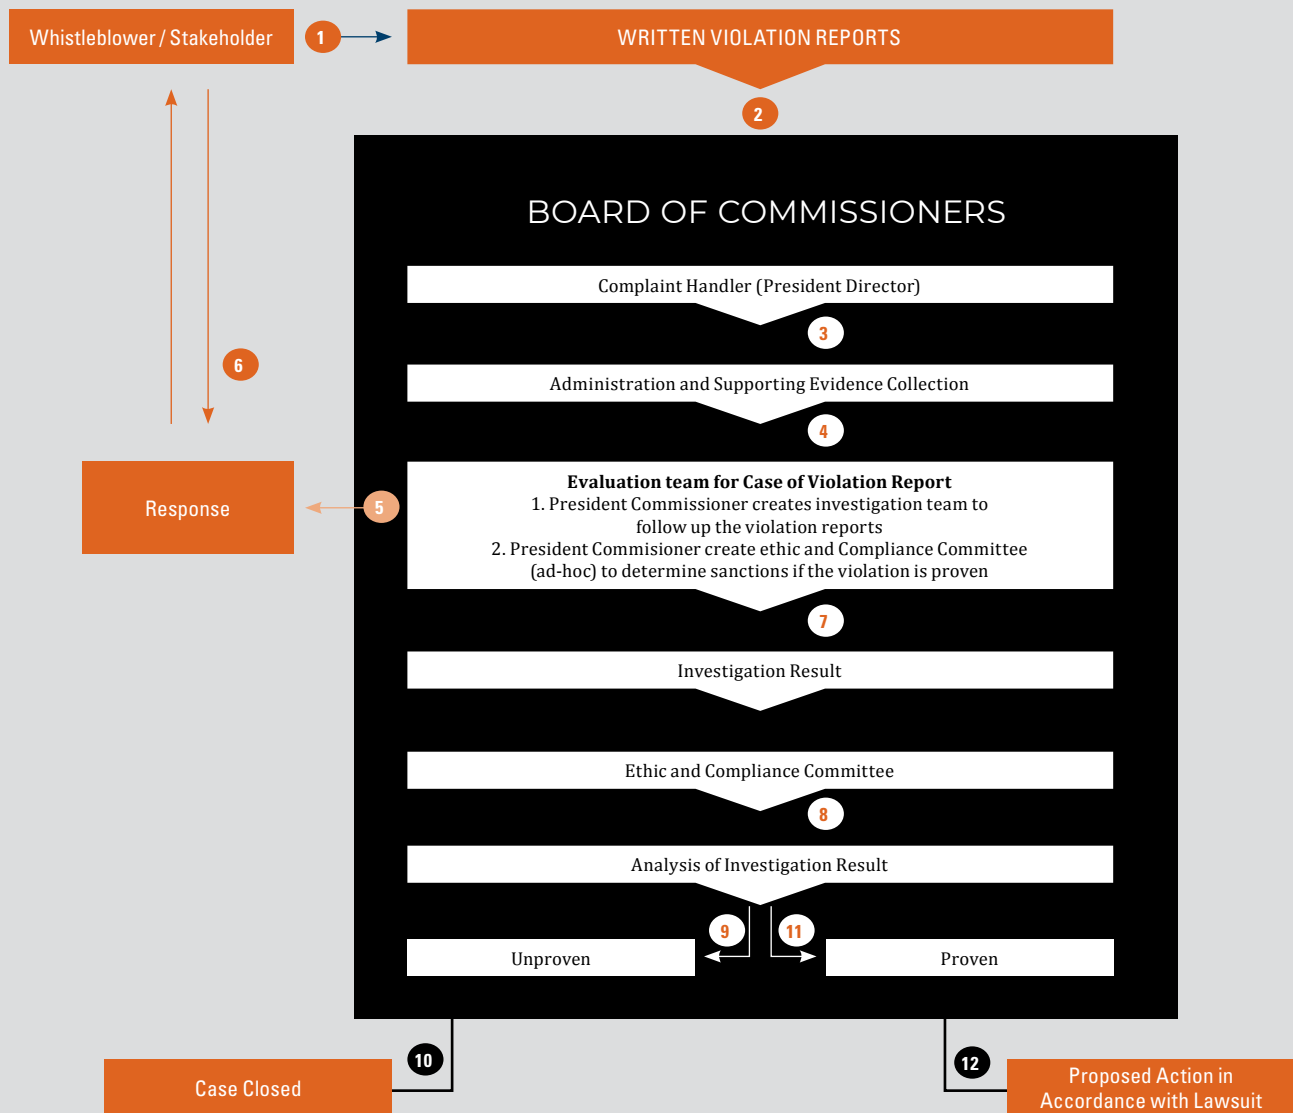 Whistleblower / Stakeholder
1
WRITTEN VIOLATION REPORTS
2
BOARD OF COMMISSIONERS
Complaint Handler (President Director)
3
Administration and Supporting Evidence Collection
4
Evaluation team for Case of Violation Report
1. President Commissioner creates investigation team to
follow up the violation reports
2. President Commisioner create ethic and Compliance Committee
(ad-hoc) to determine sanctions if the violation is proven
5
Response
6
7
Investigation Result
Ethic and Compliance Committee
8
Analysis of Investigation Result
9
11
Unproven
Proven
10
12
Case Closed
Proposed Action in
Accordance with Lawsuit